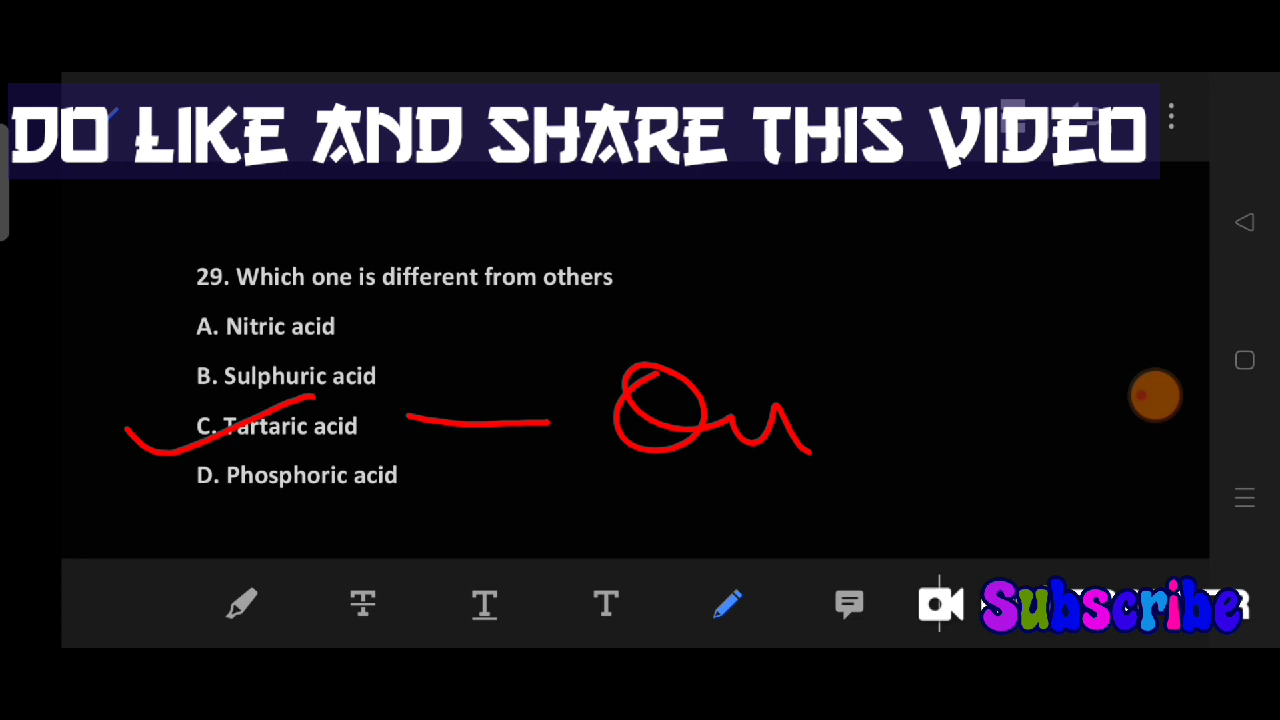 DO LIKE AND SHARE THIS VIDEO
29. Which one is different from others
A. Nitric acid
B. Sulphuric acid
C. Tartaric acid
D. Phosphoric acid
T T T
Subscribe